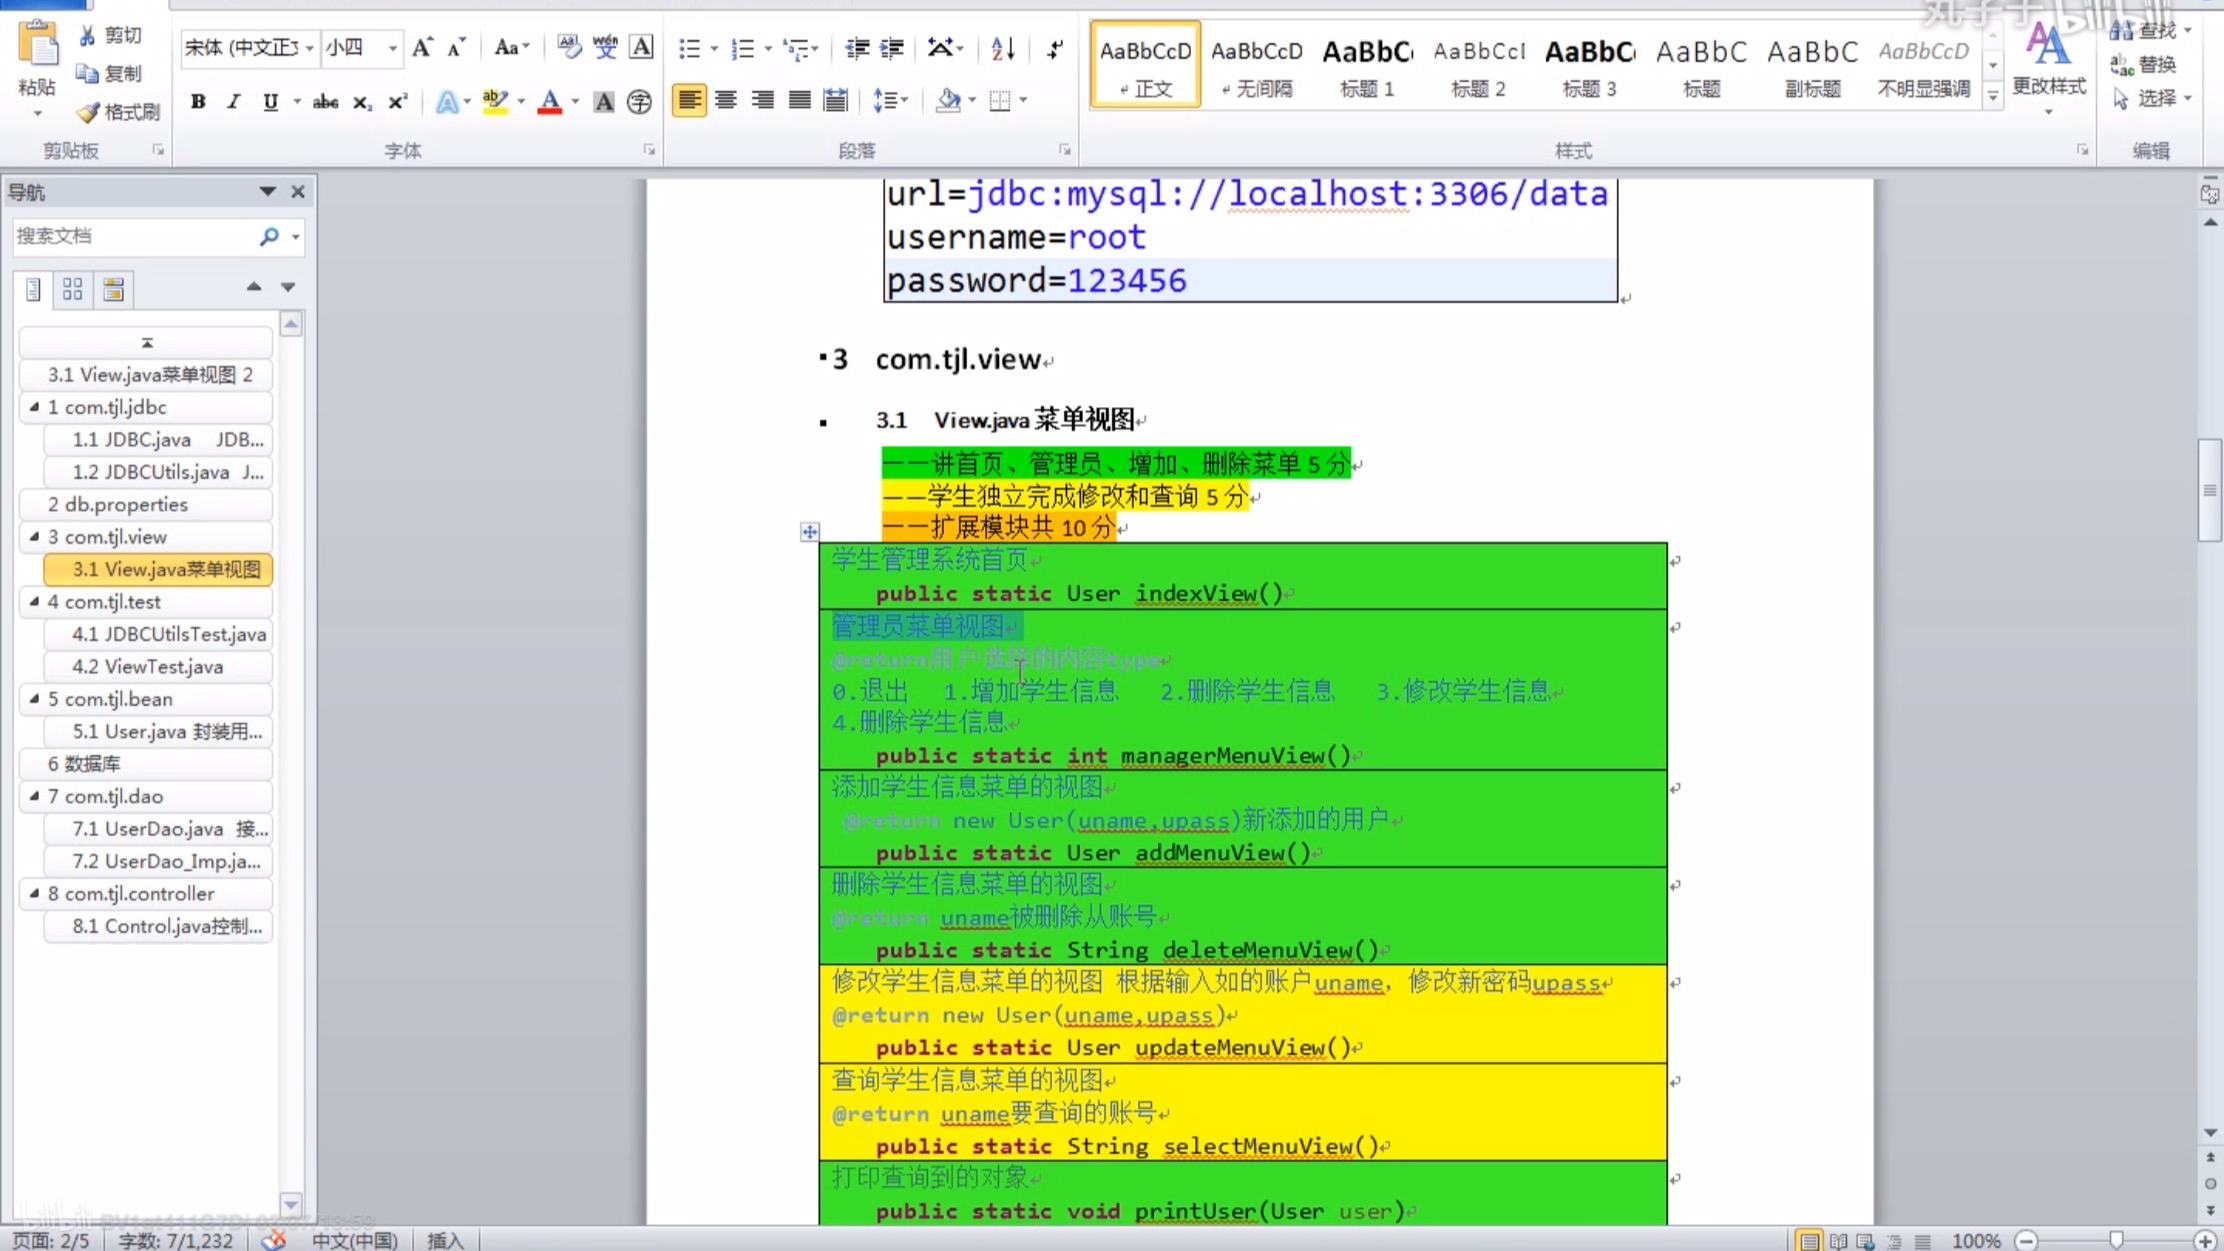 剪切
宋体 (中文正文
小四
Aa
粘贴
复制
格式刷
B I U abc x₂ x²
A
剪贴板
字体
段落
AaBbCcD
正文
AaBbCcD
无间隔
AaBbC
标题 1
AaBbCcI
标题 2
AaBbC
标题 3
AaBbC
标题
AaBbC
副标题
AaBbCcD
不明显强调
更改样式
样式
查找
替换
选择
编辑
丸子子 bilibili
导航
搜索文档
3.1 View.java菜单视图 2
1 com.tjl.jdbc
1.1 JDBC.java JDB...
1.2 JDBCUtils.java J...
2 db.properties
3 com.tjl.view
3.1 View.java菜单视图
4 com.tjl.test
4.1 JDBCUtilsTest.java
4.2 ViewTest.java
5 com.tjl.bean
5.1 User.java 封装用...
6 数据库
7 com.tjl.dao
7.1 UserDao.java 接...
7.2 UserDao_Imp.ja...
8 com.tjl.controller
8.1 Control.java控制...
url=jdbc:mysql://localhost:3306/data
username=root
password=123456
3 com.tjl.view
3.1 View.java 菜单视图
——讲首页、管理员、增加、删除菜单 5 分
——学生独立完成修改和查询 5 分
——扩展模块共 10 分
学生管理系统首页
public static User indexView()
管理员菜单视图
@return用户选择的内容type
0.退出 1.增加学生信息 2.删除学生信息 3.修改学生信息
4.删除学生信息
public static int managerMenuView()
添加学生信息菜单的视图
@return new User(uname,upass)新添加的用户
public static User addMenuView()
删除学生信息菜单的视图
@return uname被删除从账号
public static String deleteMenuView()
修改学生信息菜单的视图 根据输入如的账户uname，修改新密码upass
@return new User(uname,upass)
public static User updateMenuView()
查询学生信息菜单的视图
@return uname要查询的账号
public static String selectMenuView()
打印查询到的对象
public static void printUser(User user)
页面: 2/5 字数: 7/1,232 中文(中国) 插入 100%